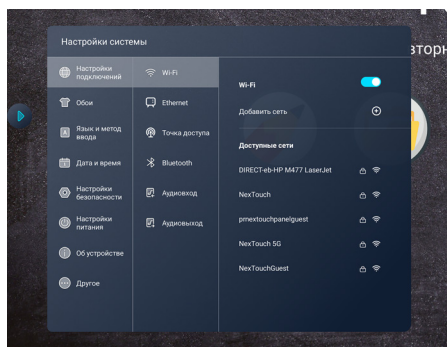 Настройки системы
вторн
Настройки
подключений
Обои
Язык и метод
ввода
A
Дата и время
Настройки
безопасности
Настройки
питания
Об устройстве
Другое
Wi-Fi
Ethernet
Точка доступа
Bluetooth
Аудиовход
Аудиовыход
Wi-Fi
Добавить сеть
Доступные сети
DIRECT-eb-HP M477 LaserJet
NexTouch
prnextouchpanelguest
NexTouch 5G
NexTouchGuest